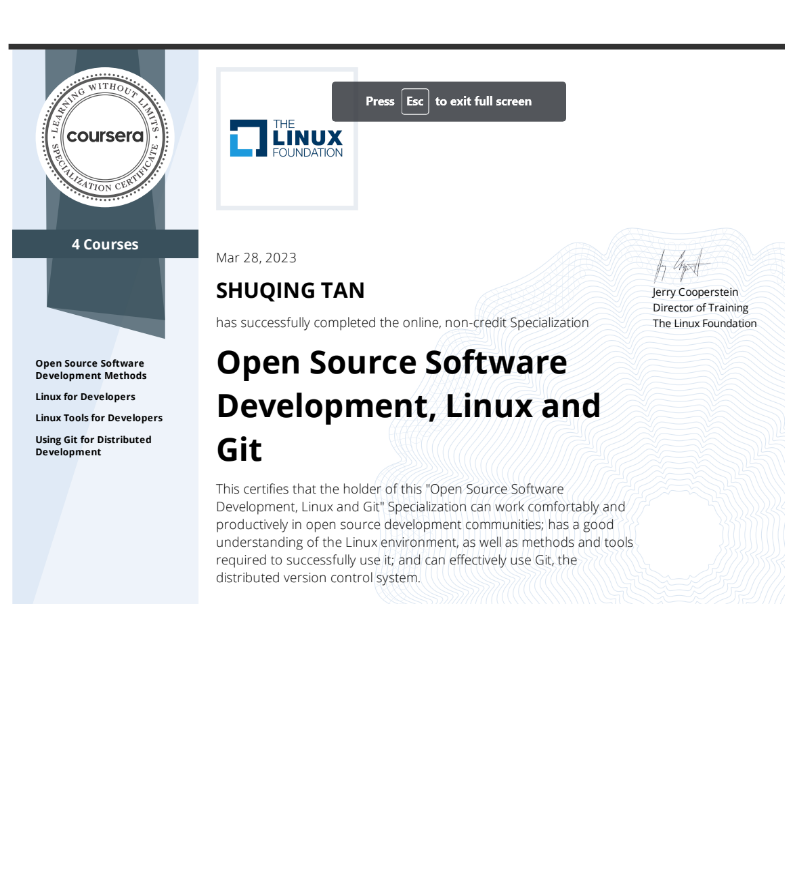 LEARNING WITHOUT LIMITS
coursera
SPECIALIZATION CERTIFICATE
4 Courses
Open Source Software
Development Methods
Linux for Developers
Linux Tools for Developers
Using Git for Distributed
Development
THE
LINUX
FOUNDATION
Press Esc to exit full screen
Mar 28, 2023
SHUQING TAN
has successfully completed the online, non-credit Specialization
Open Source Software
Development, Linux and
Git
This certifies that the holder of this "Open Source Software
Development, Linux and Git" Specialization can work comfortably and
productively in open source development communities; has a good
understanding of the Linux environment, as well as methods and tools
required to successfully use it; and can effectively use Git, the
distributed version control system.
Jerry Cooperstein
Director of Training
The Linux Foundation